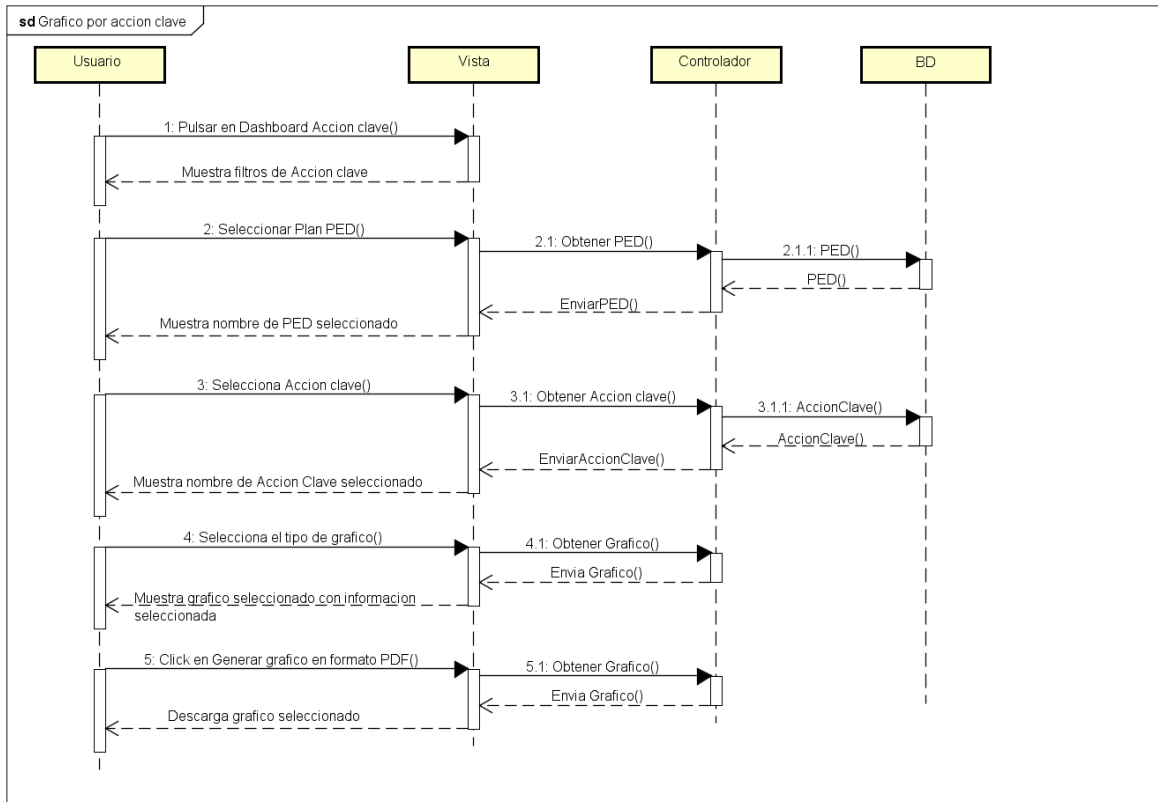 sd Grafico por accion clave
Usuario
Vista
Controlador
BD
1: Pulsar en Dashboard Accion clave()
Muestra filtros de Accion clave
2: Seleccionar Plan PED()
2.1: Obtener PED()
2.1.1: PED()
PED()
EnviarPED()
Muestra nombre de PED seleccionado
3: Selecciona Accion clave()
3.1: Obtener Accion clave()
3.1.1: AccionClave()
AccionClave()
EnviarAccionClave()
Muestra nombre de Accion Clave seleccionado
4: Selecciona el tipo de grafico()
4.1: Obtener Grafico()
Envia Grafico()
Muestra grafico seleccionado con informacion
seleccionada
5: Click en Generar grafico en formato PDF()
5.1: Obtener Grafico()
Envia Grafico()
Descarga grafico seleccionado